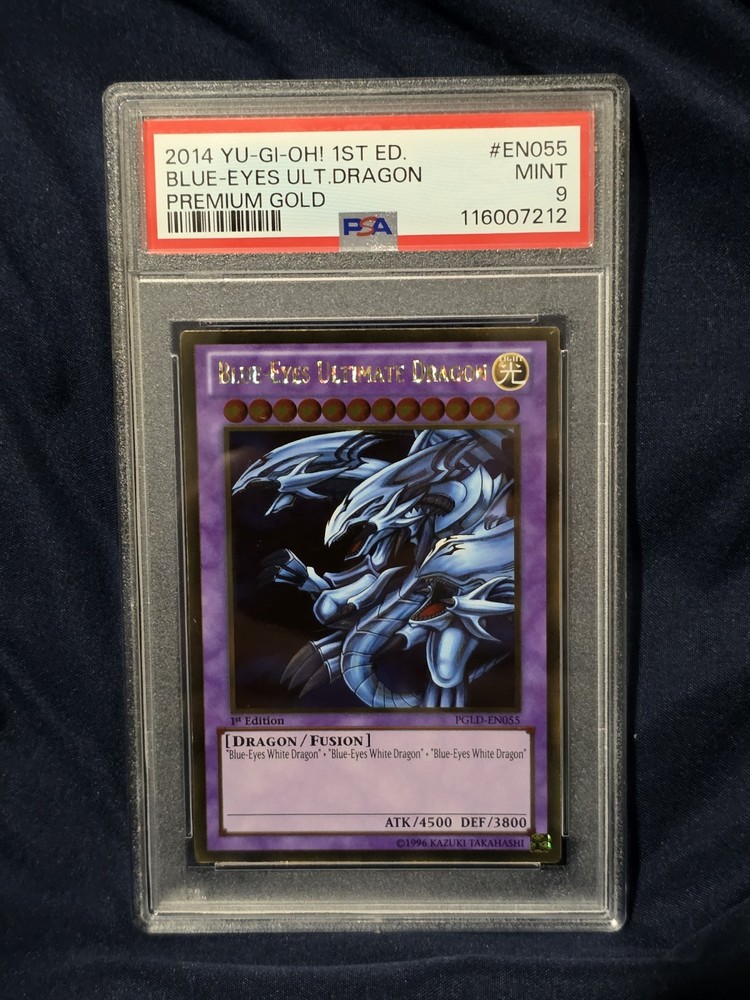 2014 YU-GI-OH! 1ST ED. #EN055
BLUE-EYES ULT.DRAGON MINT
PREMIUM GOLD 9
PSA 116007212
BLUE-EYES ULTIMATE DRAGON
LIGHT
光
1st Edition PGLD-EN055
[DRAGON/FUSION]
"Blue-Eyes White Dragon" + "Blue-Eyes White Dragon" + "Blue-Eyes White Dragon"
ATK/4500 DEF/3800
©1996 KAZUKI TAKAHASHI